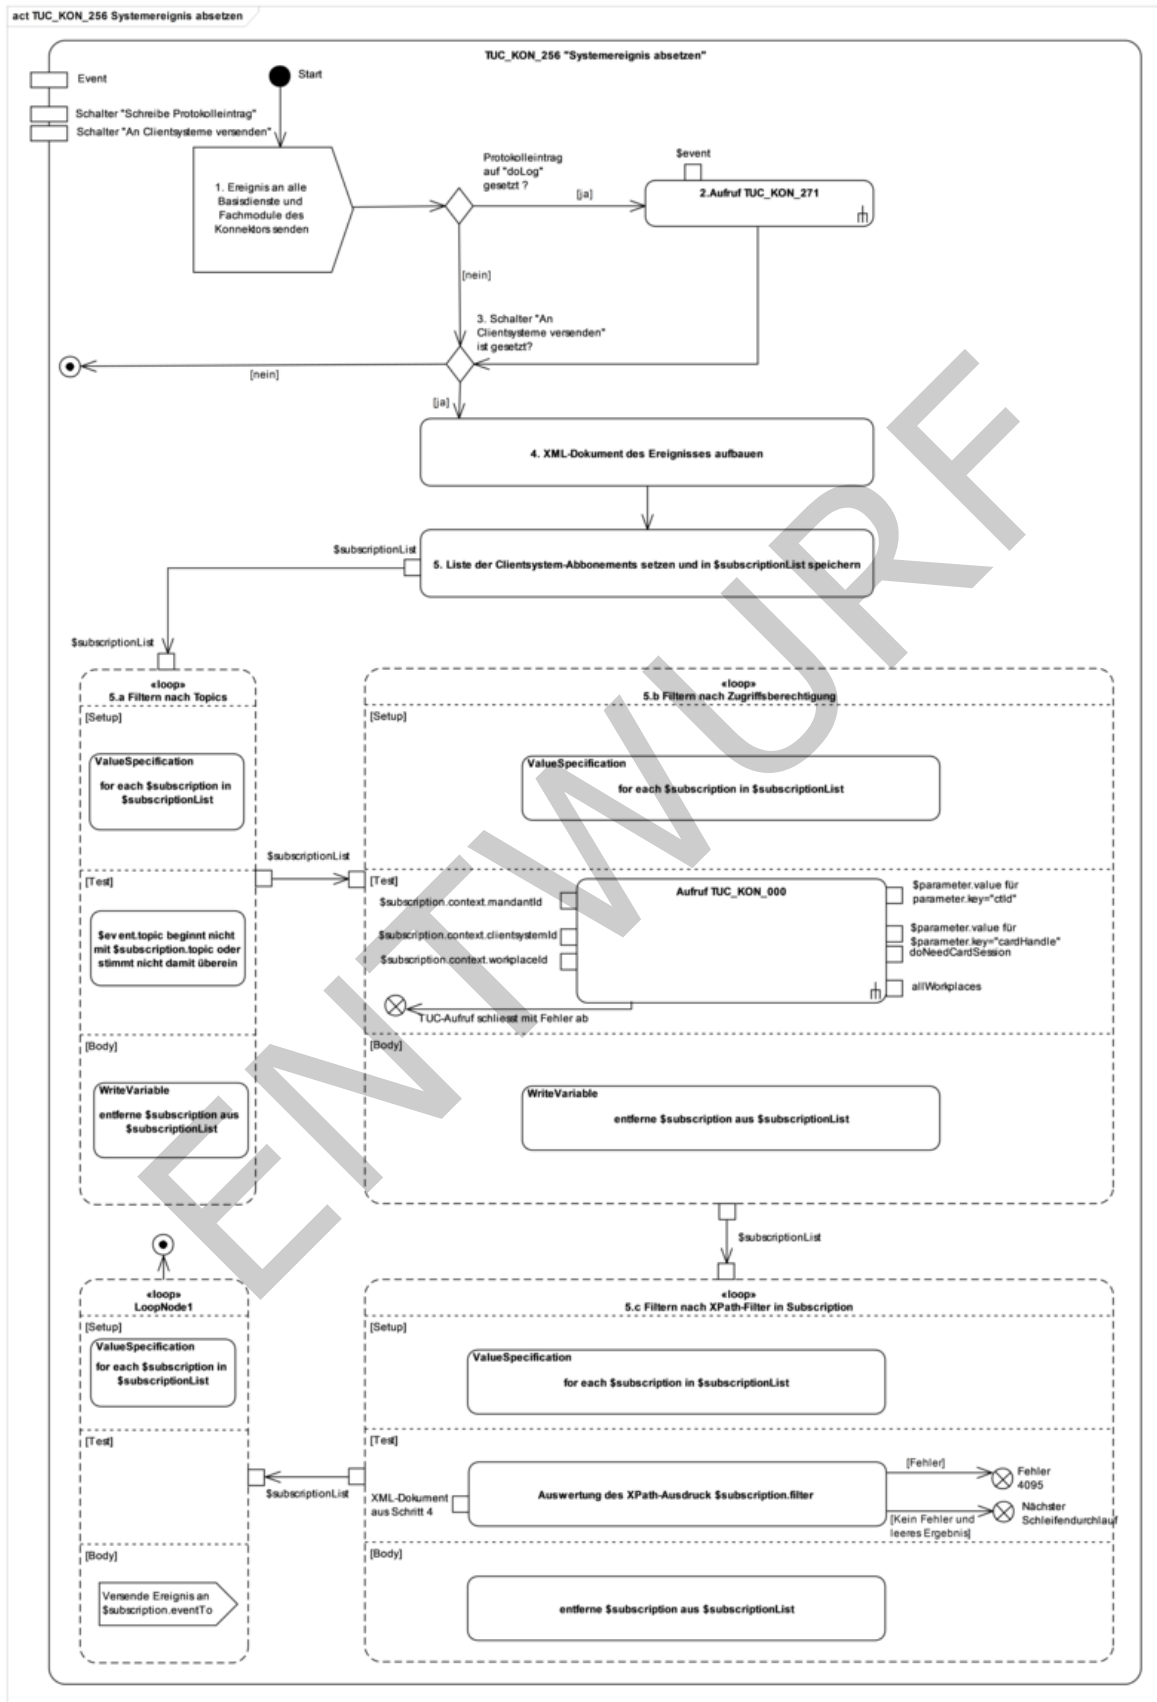 act TUC_KON_256 Systemereignis absetzen
TUC_KON_256 "Systemereignis absetzen"
Event
Start
Schalter "Schreibe Protokolleintrag"
Schalter "An Clientsysteme versenden"
1. Ereignis an alle
Basisdienste und
Fachmodule des
Konnektors senden
Protokolleintrag
auf "doLog"
gesetzt ?
[ja]
$event
2.Aufruf TUC_KON_271
[nein]
3. Schalter "An
Clientsysteme versenden"
ist gesetzt?
[nein]
[ja]
4. XML-Dokument des Ereignisses aufbauen
$subscriptionList
5. Liste der Clientsystem-Abbonements setzen und in $subscriptionList speichern
$subscriptionList
«loop»
5.a Filtern nach Topics
[Setup]
ValueSpecification
for each $subscription in
$subscriptionList
[Test]
$event.topic beginnt nicht
mit $subscription.topic oder
stimmt nicht damit überein
[Body]
WriteVariable
entferne $subscription aus
$subscriptionList
$subscriptionList
«loop»
5.b Filtern nach Zugriffsberechtigung
[Setup]
ValueSpecification
for each $subscription in $subscriptionList
[Test]
Aufruf TUC_KON_000
$subscription.context.mandantId
$subscription.context.clientsystemId
$subscription.context.workplaceId
$parameter.value für
parameter.key="ctId"
$parameter.value für
$parameter.key="cardHandle"
doNeedCardSession
allWorkplaces
TUC-Aufruf schliesst mit Fehler ab
[Body]
WriteVariable
entferne $subscription aus $subscriptionList
$subscriptionList
«loop»
5.c Filtern nach XPath-Filter in Subscription
[Setup]
ValueSpecification
for each $subscription in $subscriptionList
[Test]
XML-Dokument
aus Schritt 4
Auswertung des XPath-Ausdruck $subscription.filter
[Fehler]
Fehler
4095
[Kein Fehler und
leeres Ergebnis]
Nächster
Schleifendurchlauf
[Body]
entferne $subscription aus $subscriptionList
$subscriptionList
«loop»
LoopNode1
[Setup]
ValueSpecification
for each $subscription in
$subscriptionList
[Test]
[Body]
Versende Ereignis an
$subscription.eventTo
ENTWURF